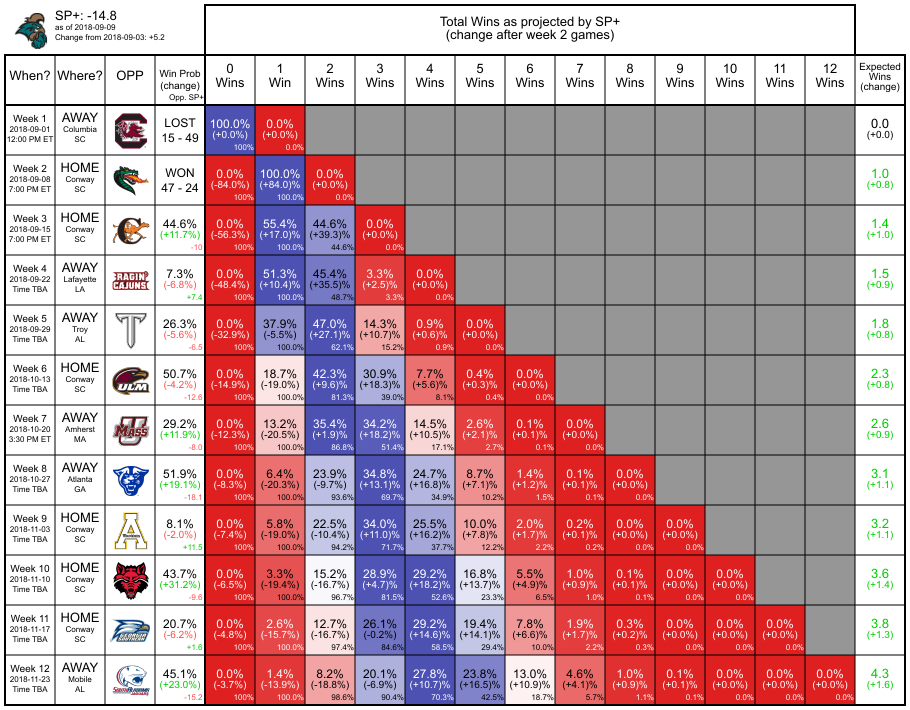 SP+: -14.8
as of 2018-09-09
Change from 2018-09-03: +5.2
Total Wins as projected by SP+
(change after week 2 games)
When? Where? OPP Win Prob (change) Opp. SP+ 0 Wins 1 Win 2 Wins 3 Wins 4 Wins 5 Wins 6 Wins 7 Wins 8 Wins 9 Wins 10 Wins 11 Wins 12 Wins Expected Wins (change)
Week 1 AWAY LOST 100.0% 0.0% 0.0
2018-09-01 Columbia 15 - 49 (+0.0%) (+0.0%) (+0.0)
12:00 PM ET SC 100% 0.0%
Week 2 HOME WON 0.0% 100.0% 0.0% 1.0
2018-09-08 Conway 47 - 24 (-84.0%) (+84.0)% (+0.0%) (+0.8)
7:00 PM ET SC 100% 100.0% 0.0%
Week 3 HOME 44.6% 0.0% 55.4% 44.6% 0.0% 1.4
2018-09-15 Conway (+11.7%) (-56.3%) (+17.0)% (+39.3)% (+0.0)% (+1.0)
7:00 PM ET SC -10 100% 100.0% 44.6% 0.0%
Week 4 AWAY RAGIN' CAJUNS 7.3% 0.0% 51.3% 45.4% 3.3% 0.0% 1.5
2018-09-22 Lafayette (-6.8%) (-48.4%) (+10.4)% (+35.5)% (+2.5)% (+0.0%) (+0.9)
Time TBA LA +7.4 100% 100.0% 48.7% 3.3% 0.0%
Week 5 AWAY T 26.3% 0.0% 37.9% 47.0% 14.3% 0.9% 0.0% 1.8
2018-09-29 Troy (-5.6%) (-32.9%) (-5.5%) (+27.1)% (+10.7)% (+0.6)% (+0.0%) (+0.8)
Time TBA AL -6.5 100% 100.0% 62.1% 15.2% 0.9% 0.0%
Week 6 HOME ULM 50.7% 0.0% 18.7% 42.3% 30.9% 7.7% 0.4% 0.0% 2.3
2018-10-13 Conway (-4.2%) (-14.9%) (-19.0%) (+9.6)% (+18.3)% (+5.6)% (+0.3)% (+0.0%) (+0.8)
Time TBA SC -12.6 100% 100.0% 81.3% 39.0% 8.1% 0.4% 0.0%
Week 7 AWAY MASS 29.2% 0.0% 13.2% 35.4% 34.2% 14.5% 2.6% 0.1% 0.0% 2.6
2018-10-20 Amherst (+11.9%) (-12.3%) (-20.5%) (+1.9)% (+18.2)% (+10.5)% (+2.1)% (+0.1)% (+0.0%) (+0.9)
3:30 PM ET MA -8.0 100% 100.0% 86.8% 51.4% 17.1% 2.7% 0.1% 0.0%
Week 8 AWAY 51.9% 0.0% 6.4% 23.9% 34.8% 24.7% 8.7% 1.4% 0.1% 0.0% 3.1
2018-10-27 Atlanta (+19.1%) (-8.3%) (-20.3%) (-9.7%) (+13.1)% (+16.8)% (+7.1)% (+1.2)% (+0.1)% (+0.0%) (+1.1)
Time TBA GA -18.1 100% 100.0% 93.6% 69.7% 34.9% 10.2% 1.5% 0.1% 0.0%
Week 9 HOME A 8.1% 0.0% 5.8% 22.5% 34.0% 25.5% 10.0% 2.0% 0.2% 0.0% 0.0% 3.2
2018-11-03 Conway (-2.0%) (-7.4%) (-19.0%) (-10.4%) (+11.0)% (+16.2)% (+7.8)% (+1.7)% (+0.2)% (+0.0)% (+0.0%) (+1.1)
Time TBA SC +11.5 100% 100.0% 94.2% 71.7% 37.7% 12.2% 2.2% 0.2% 0.0% 0.0%
Week 10 HOME 43.7% 0.0% 3.3% 15.2% 28.9% 29.2% 16.8% 5.5% 1.0% 0.1% 0.0% 0.0% 3.6
2018-11-10 Conway (+31.2%) (-6.5%) (-19.4%) (-16.7%) (+4.7)% (+18.2)% (+13.7)% (+4.9)% (+0.9)% (+0.1)% (+0.0)% (+0.0%) (+1.4)
Time TBA SC -9.6 100% 100.0% 96.7% 81.5% 52.6% 23.3% 6.5% 1.0% 0.1% 0.0% 0.0%
Week 11 HOME 20.7% 0.0% 2.6% 12.7% 26.1% 29.2% 19.4% 7.8% 1.9% 0.3% 0.0% 0.0% 0.0% 3.8
2018-11-17 Conway (-6.2%) (-4.8%) (-15.7%) (-16.7%) (-0.2%) (+14.6)% (+14.1)% (+6.6)% (+1.7)% (+0.2)% (+0.0)% (+0.0)% (+0.0%) (+1.3)
Time TBA SC +1.6 100% 100.0% 97.4% 84.6% 58.5% 29.4% 10.0% 2.2% 0.3% 0.0% 0.0% 0.0%
Week 12 AWAY 45.1% 0.0% 1.4% 8.2% 20.1% 27.8% 23.8% 13.0% 4.6% 1.0% 0.1% 0.0% 0.0% 0.0% 4.3
2018-11-23 Mobile (+23.0%) (-3.7%) (-13.9%) (-18.8%) (-6.9%) (+10.7)% (+16.5)% (+10.9)% (+4.1)% (+0.9)% (+0.1)% (+0.0)% (+0.0)% (+0.0%) (+1.6)
Time TBA AL -15.2 100% 100.0% 98.6% 90.4% 70.3% 42.5% 18.7% 5.7% 1.1% 0.1% 0.0% 0.0% 0.0%